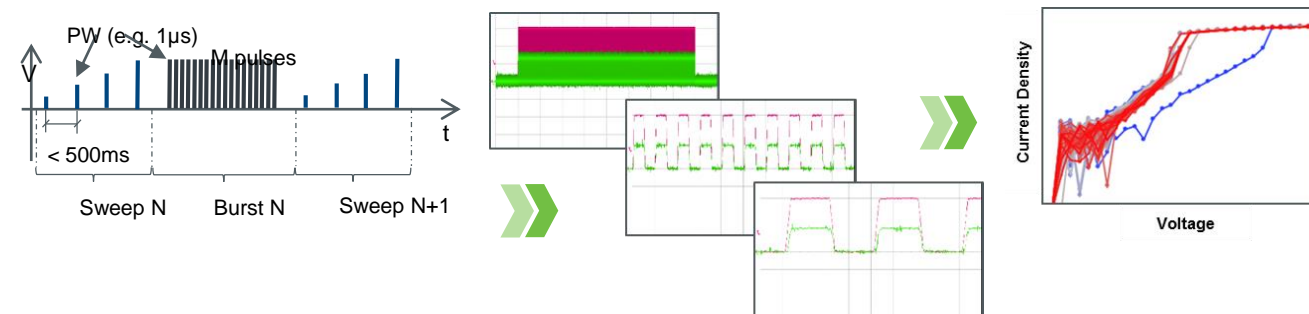 PW (e.g. 1µs)
M pulses
V
t
< 500ms
Sweep N
Burst N
Sweep N+1
Current Density
Voltage